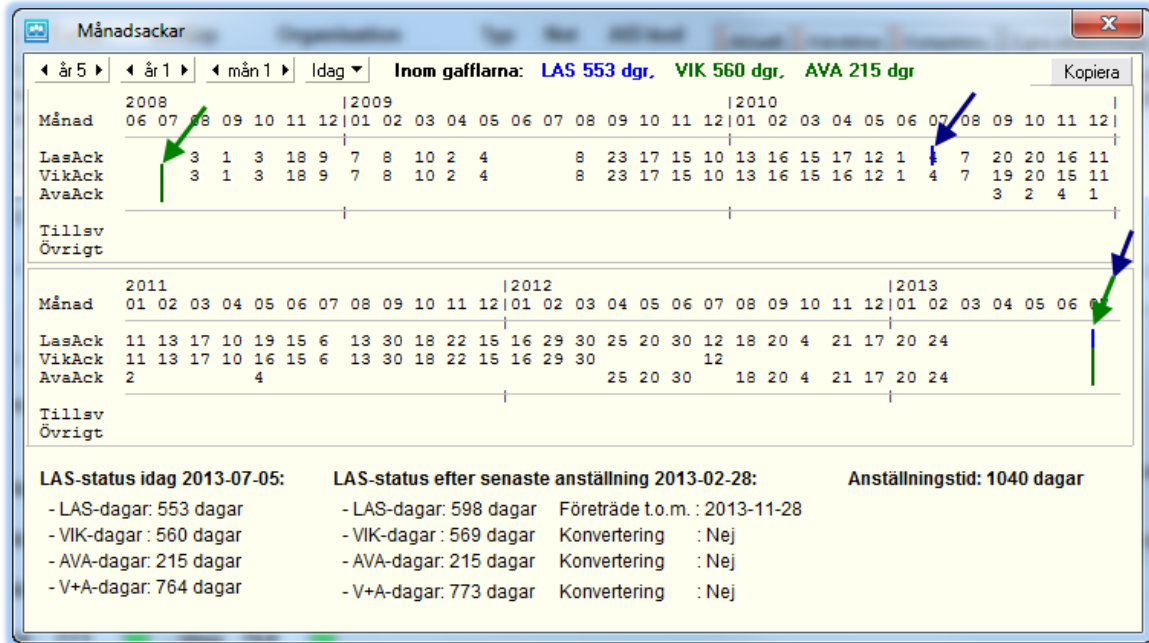 Månadsackar
år 5 år 1 mån 1 Idag Inom gafflarna: LAS 553 dgr, VIK 560 dgr, AVA 215 dgr Kopiera
2008 |2009 |2010 |
Månad 06 07 08 09 10 11 12|01 02 03 04 05 06 07 08 09 10 11 12|01 02 03 04 05 06 07 08 09 10 11 12|
LasAck 3 1 3 18 9 7 8 10 2 4 8 23 17 15 10 13 16 15 17 12 1 4 7 20 20 16 11
VikAck 3 1 3 18 9 7 8 10 2 4 8 23 17 15 10 13 16 15 16 12 1 4 7 19 20 15 11
AvaAck 3 2 4 1
Tillsv
Övrigt
2011 |2012 |2013
Månad 01 02 03 04 05 06 07 08 09 10 11 12|01 02 03 04 05 06 07 08 09 10 11 12|01 02 03 04 05 06 07
LasAck 11 13 17 10 19 15 6 13 30 18 22 15 16 29 30 25 20 30 12 18 20 4 21 17 20 24
VikAck 11 13 17 10 16 15 6 13 30 18 22 15 16 29 30 12
AvaAck 2 4 25 20 30 18 20 4 21 17 20 24
Tillsv
Övrigt
LAS-status idag 2013-07-05: LAS-status efter senaste anställning 2013-02-28: Anställningstid: 1040 dagar
- LAS-dagar: 553 dagar - LAS-dagar: 598 dagar Företräde t.o.m. : 2013-11-28
- VIK-dagar : 560 dagar - VIK-dagar : 569 dagar Konvertering : Nej
- AVA-dagar: 215 dagar - AVA-dagar: 215 dagar Konvertering : Nej
- V+A-dagar: 764 dagar - V+A-dagar: 773 dagar Konvertering : Nej